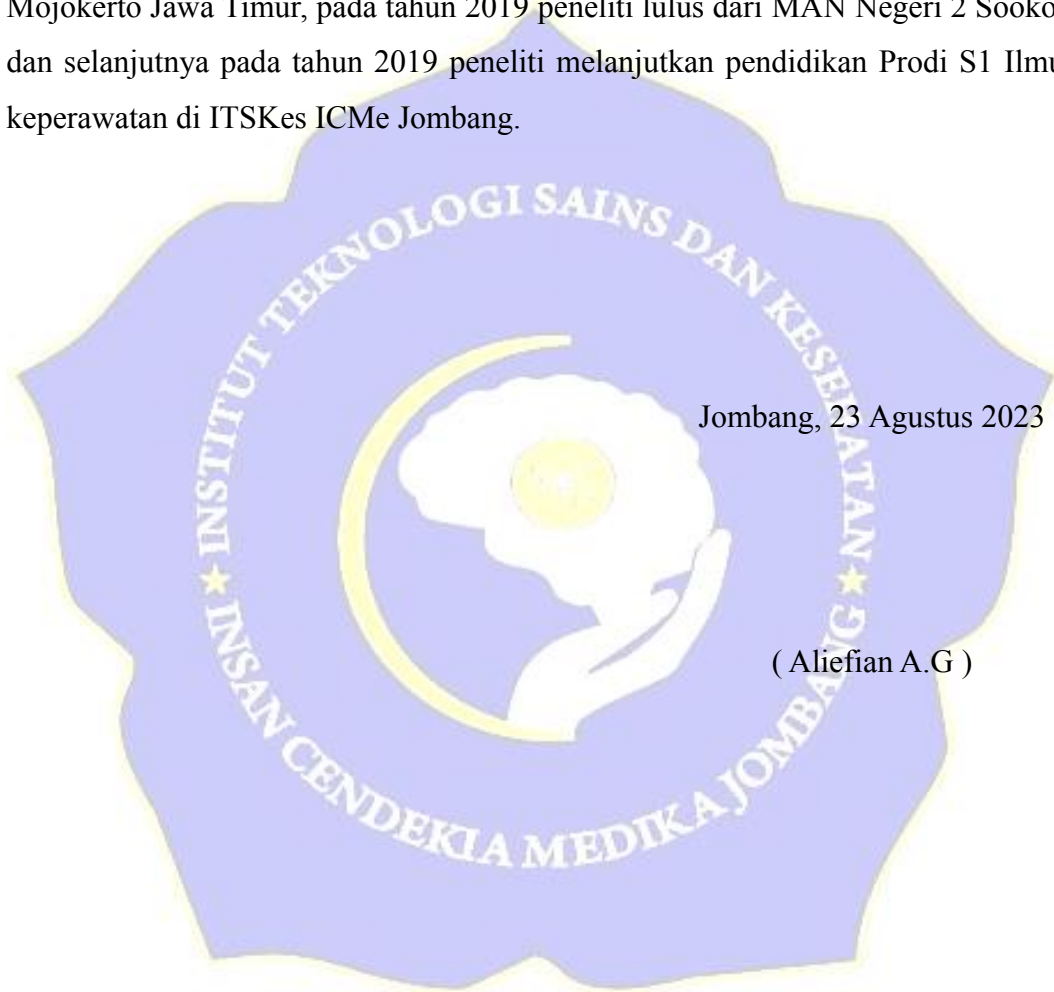 Mojokerto Jawa Timur, pada tahun 2019 peneliti lulus dari MAN Negeri 2 Sooko
dan selanjutnya pada tahun 2019 peneliti melanjutkan pendidikan Prodi S1 Ilmu
keperawatan di ITSKes ICMe Jombang.
INSTITUT TEKNOLOGI SAINS DAN KESEHATAN
INSAN CENDEKIA MEDIKA JOMBANG
Jombang, 23 Agustus 2023
( Aliefian A.G )